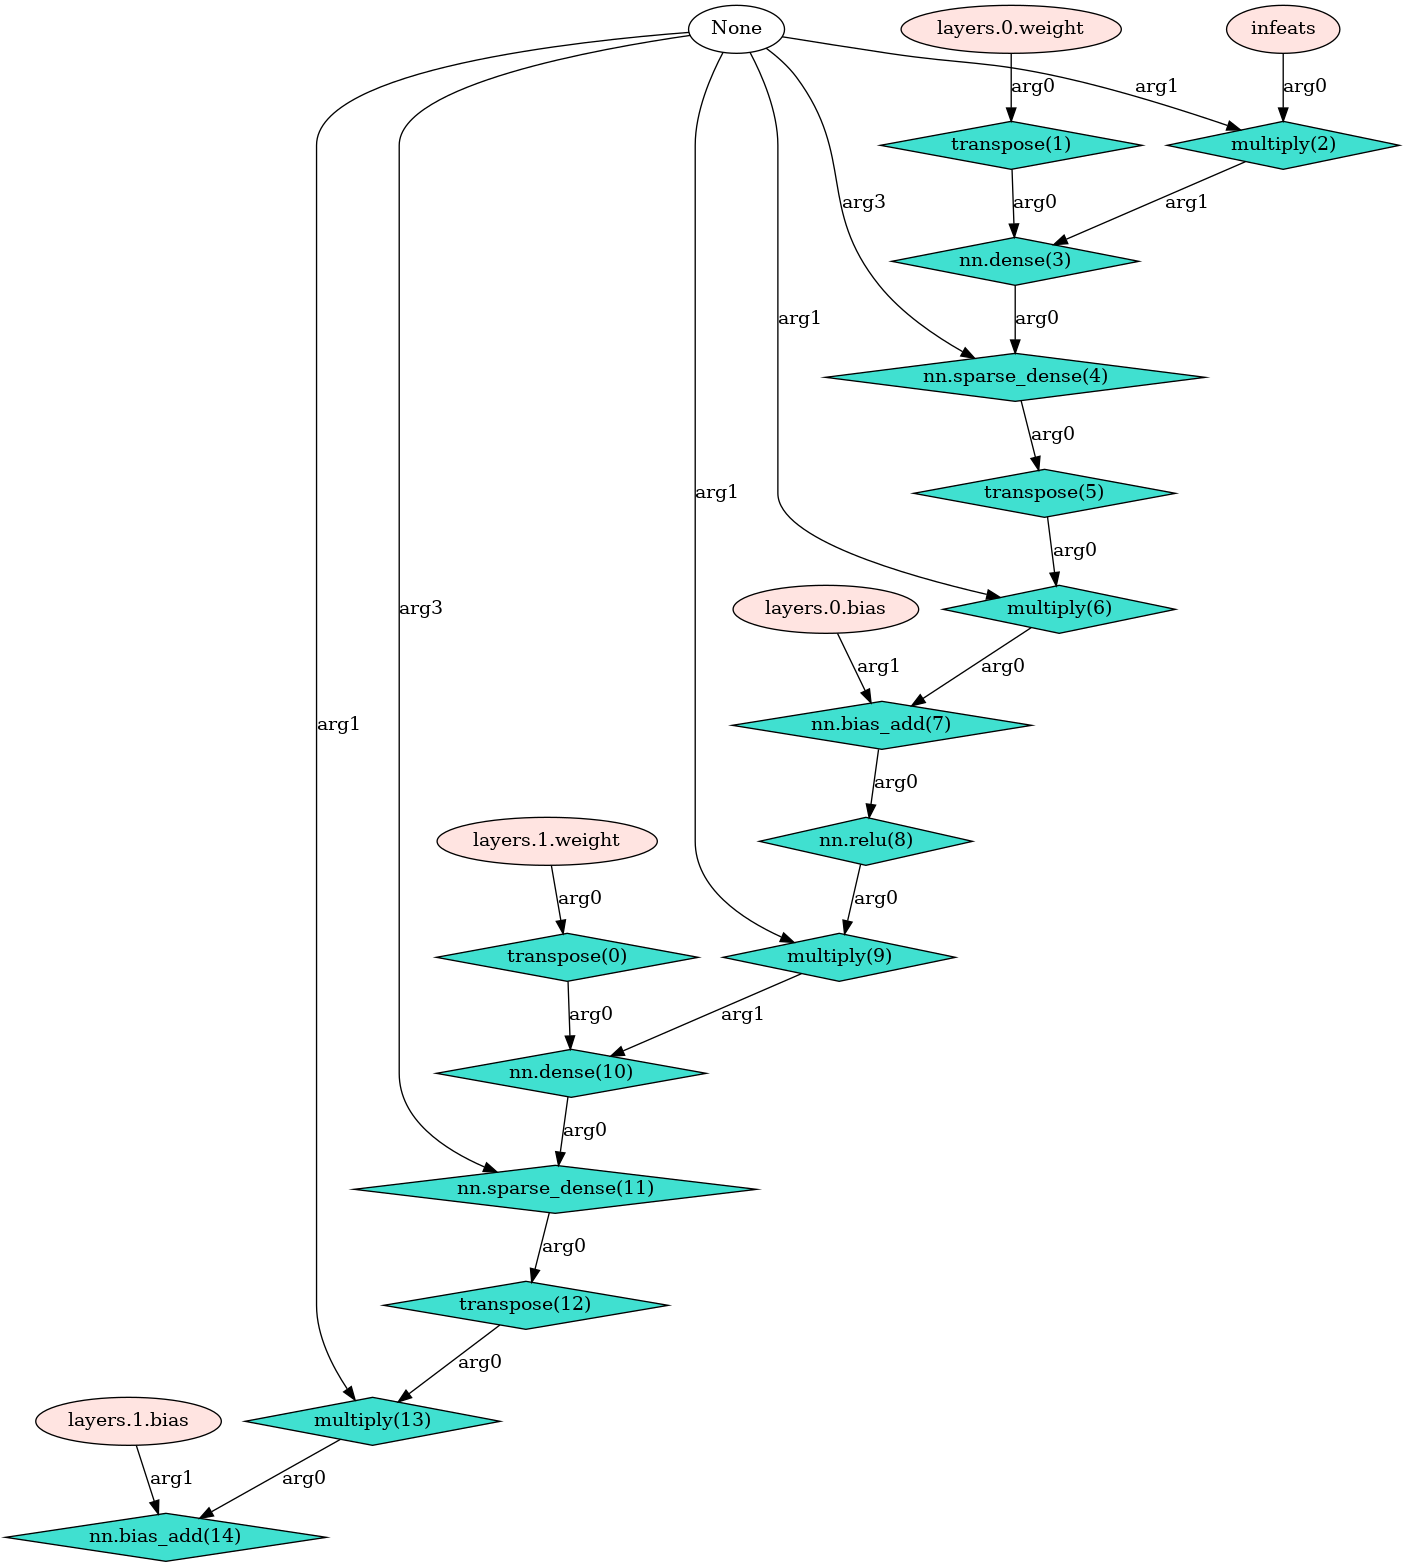 None
layers.0.weight
infeats
arg0
arg1
arg0
transpose(1)
multiply(2)
arg3
arg0
arg1
nn.dense(3)
arg1
arg0
nn.sparse_dense(4)
arg0
arg1
transpose(5)
arg0
arg3
layers.0.bias
multiply(6)
arg1
arg0
arg1
nn.bias_add(7)
arg0
layers.1.weight
nn.relu(8)
arg0
arg0
transpose(0)
multiply(9)
arg0
arg1
nn.dense(10)
arg0
nn.sparse_dense(11)
arg0
transpose(12)
arg0
layers.1.bias
multiply(13)
arg1
arg0
nn.bias_add(14)